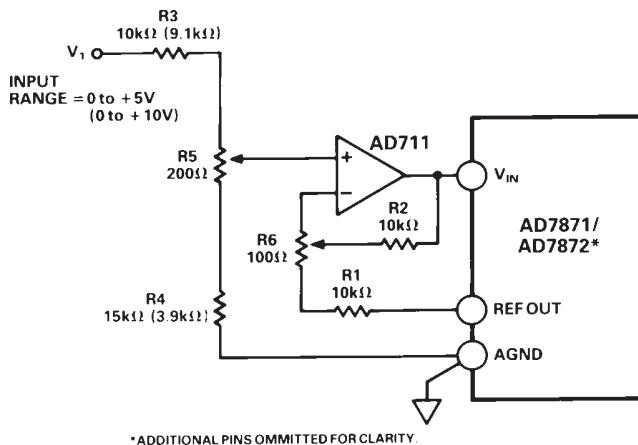 R3
10kΩ (9.1kΩ)
V1
INPUT
RANGE = 0 to +5V
(0 to +10V)
R5
200Ω
AD711
+
−
R2
10kΩ
R6
100Ω
R1
10kΩ
R4
15kΩ (3.9kΩ)
VIN
AD7871/
AD7872*
REF OUT
AGND
*ADDITIONAL PINS OMMITTED FOR CLARITY.